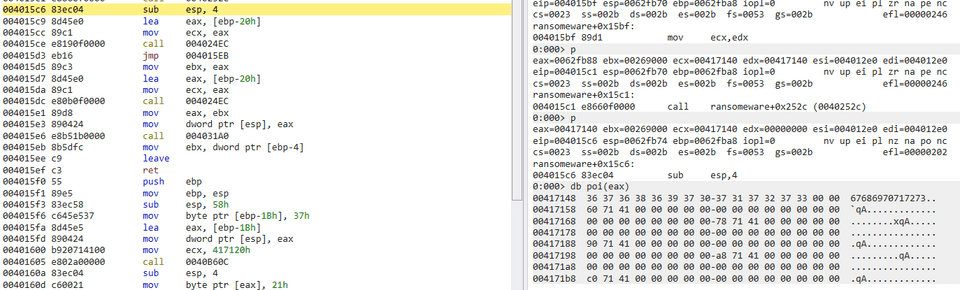 004015c6 83ec04 sub esp, 4
004015c9 8d45e0 lea eax, [ebp-20h]
004015cc 89c1 mov ecx, eax
004015ce e8190f0000 call 004024EC
004015d3 eb16 jmp 004015EB
004015d5 89c3 mov ebx, eax
004015d7 8d45e0 lea eax, [ebp-20h]
004015da 89c1 mov ecx, eax
004015dc e80b0f0000 call 004024EC
004015e1 89d8 mov eax, ebx
004015e3 890424 mov dword ptr [esp], eax
004015e6 e8b51b0000 call 004031A0
004015eb 8b5dfc mov ebx, dword ptr [ebp-4]
004015ee c9 leave
004015ef c3 ret
004015f0 55 push ebp
004015f1 89e5 mov ebp, esp
004015f3 83ec58 sub esp, 58h
004015f6 c645e537 mov byte ptr [ebp-1Bh], 37h
004015fa 8d45e5 lea eax, [ebp-1Bh]
004015fd 890424 mov dword ptr [esp], eax
00401600 b920714100 mov ecx, 417120h
00401605 e802a00000 call 0040B60C
0040160a 83ec04 sub esp, 4
0040160d c60021 mov byte ptr [eax], 21h
eip=004015bf esp=0062fb70 ebp=0062fba8 iopl=0 nv up ei pl zr na pe nc
cs=0023 ss=002b ds=002b es=002b fs=0053 gs=002b efl=00000246
ransomeware+0x15bf:
004015bf 89d1 mov ecx,edx
0:000> p
eax=0062fb88 ebx=00269000 ecx=00417140 edx=00417140 esi=004012e0 edi=004012e0
eip=004015c1 esp=0062fb70 ebp=0062fba8 iopl=0 nv up ei pl zr na pe nc
cs=0023 ss=002b ds=002b es=002b fs=0053 gs=002b efl=00000246
ransomeware+0x15c1:
004015c1 e8660f0000 call ransomeware+0x252c (0040252c)
0:000> p
eax=00417140 ebx=00269000 ecx=00417140 edx=00000000 esi=004012e0 edi=004012e0
eip=004015c6 esp=0062fb74 ebp=0062fba8 iopl=0 nv up ei pl nz na po nc
cs=0023 ss=002b ds=002b es=002b fs=0053 gs=002b efl=00000202
ransomeware+0x15c6:
004015c6 83ec04 sub esp,4
0:000> db poi(eax)
00417148 36 37 36 38 36 39 37 30-37 31 37 32 37 33 00 00 67686970717273..
00417158 60 71 41 00 00 00 00 00-00 00 00 00 00 00 00 00 `qA.............
00417168 00 00 00 00 00 00 00 00-78 71 41 00 00 00 00 00 ........xqA.....
00417178 00 00 00 00 00 00 00 00-00 00 00 00 00 00 00 00 ................
00417188 90 71 41 00 00 00 00 00-00 00 00 00 00 00 00 00 .qA.............
00417198 00 00 00 00 00 00 00 00-a8 71 41 00 00 00 00 00 .........qA.....
004171a8 00 00 00 00 00 00 00 00-00 00 00 00 00 00 00 00 ................
004171b8 c0 71 41 00 00 00 00 00-00 00 00 00 00 00 00 00 .qA.............